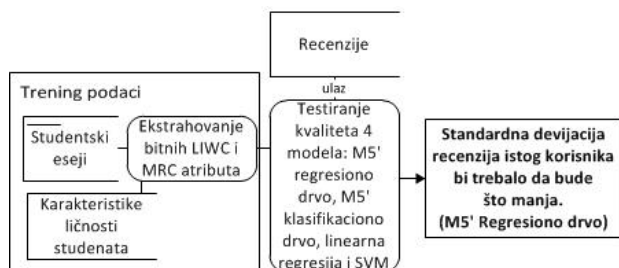 Recenzije
ulaz
Trening podaci
Studentski
eseji
Ekstrahovanje
bitnih LIWC i
MRC atributa
Karakteristike
ličnosti
studenata
Testiranje
kvaliteta 4
modela: M5'
regresiono
drvo, M5'
klasifikaciono
drvo, linearna
regresija i SVM
Standardna devijacija
recenzija istog korisnika
bi trebalo da bude
što manja.
(M5' Regresiono drvo)